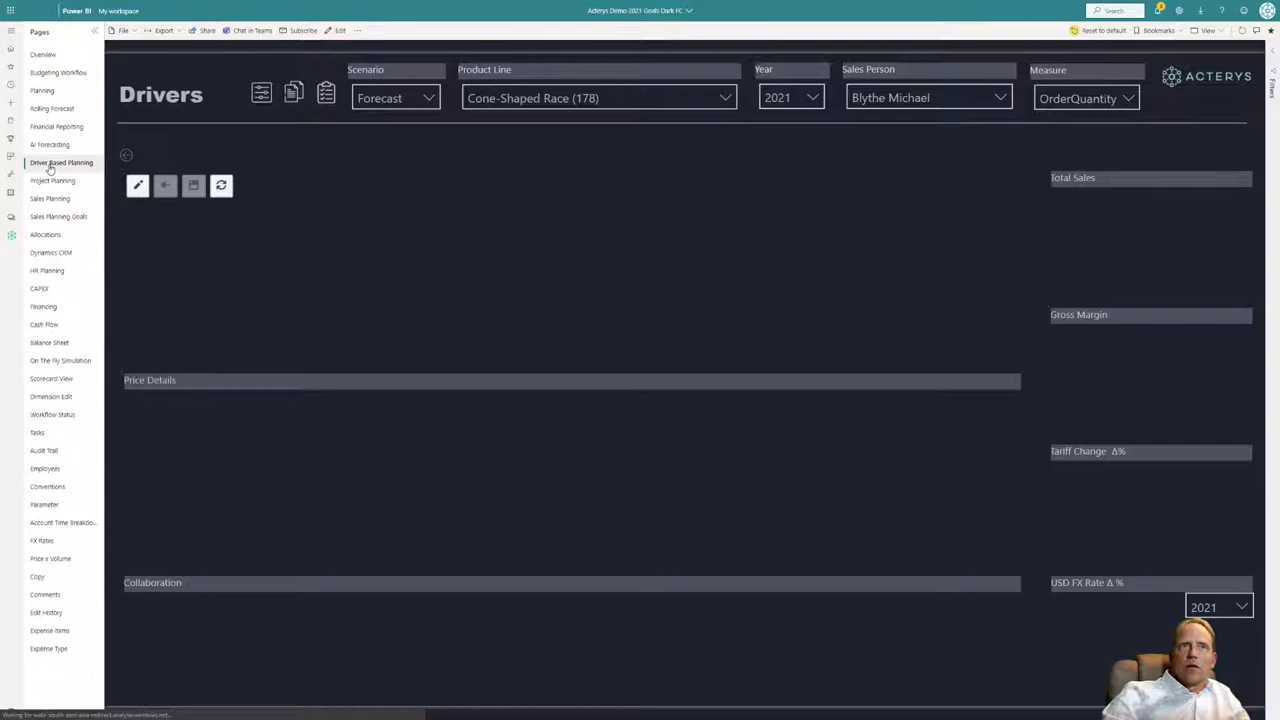 Power BI My workspace
Acterys Demo 2021 Goals Dark FC
Search
Pages
File
Export
Share
Chat in Teams
Subscribe
Edit
Reset to default
Bookmarks
View
Overview
Budgeting Workflow
Planning
Rolling Forecast
Financial Reporting
AI Forecasting
Driver Based Planning
Project Planning
Sales Planning
Sales Planning Goals
Allocations
Dynamics CRM
HR Planning
CAPEX
Financing
Cash Flow
Balance Sheet
On The Fly Simulation
Scorecard View
Dimension Edit
Workflow Status
Tasks
Audit Trail
Employees
Conventions
Parameter
Account Time Breakdo...
FX Rates
Price x Volume
Copy
Comments
Edit History
Expense Items
Expense Type
Drivers
Scenario
Forecast
Product Line
Cone-Shaped Race (178)
Year
2021
Sales Person
Blythe Michael
Measure
OrderQuantity
ACTERYS
Filters
Total Sales
Gross Margin
Price Details
Tariff Change Δ%
Collaboration
USD FX Rate Δ %
2021